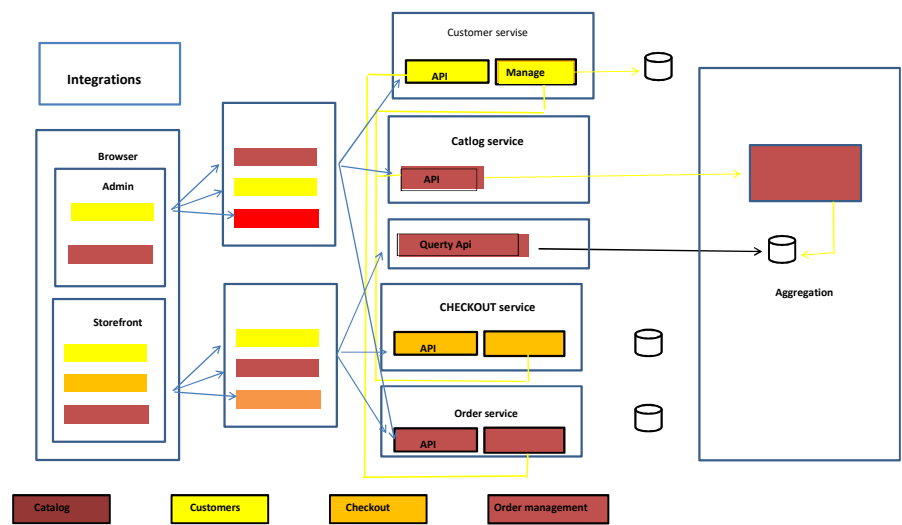 Customer servise
Integrations
API
Manage
Browser
Catlog service
Admin
API
Querty Api
Aggregation
CHECKOUT service
Storefront
API
Order service
API
Catalog
Customers
Checkout
Order management